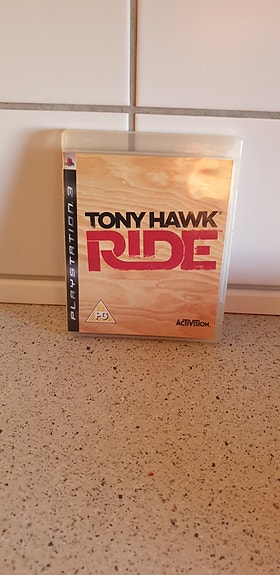 PLAYSTATION 3
TONY HAWK
RIDE
PG
ACTIVISION